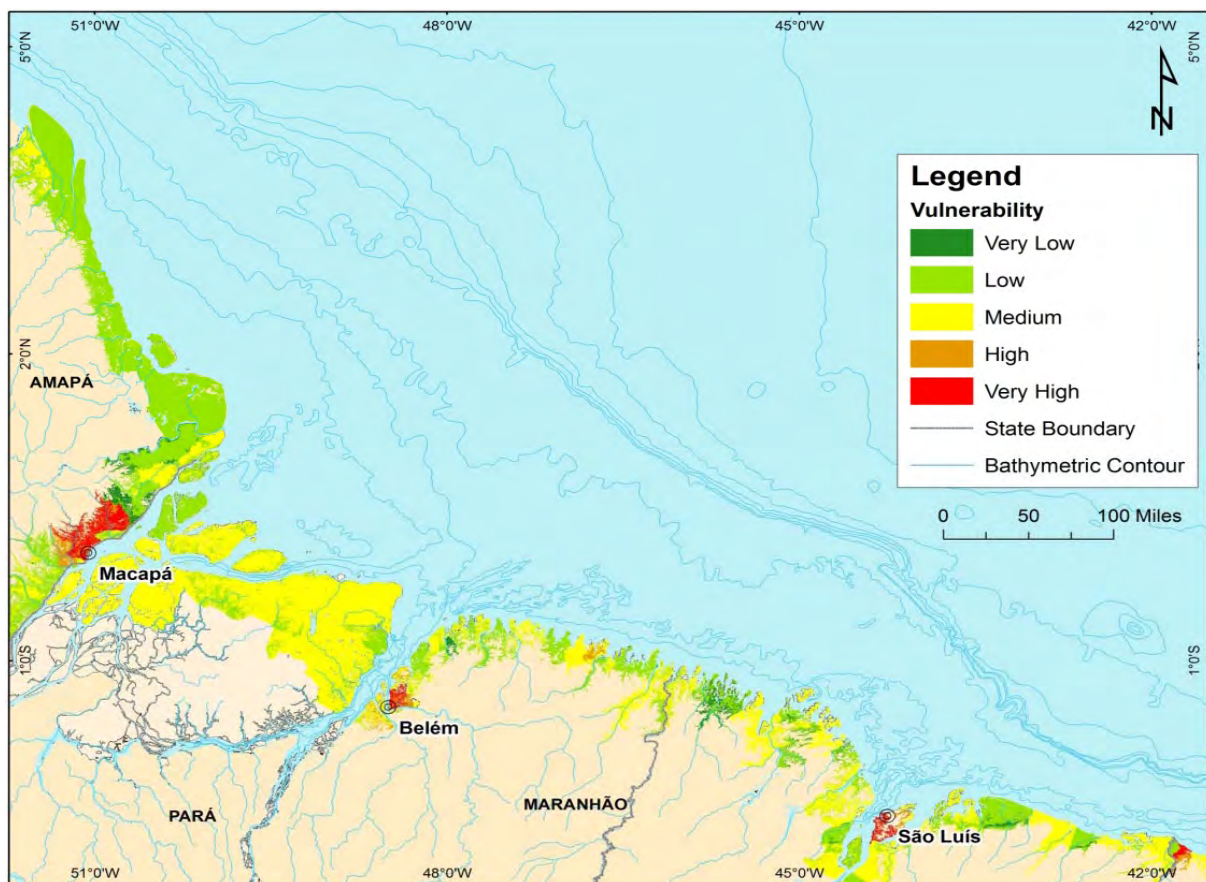 51°0'W 48°0'W 45°0'W 42°0'W
5°0'N 5°0'N
N
Legend
Vulnerability
Very Low
Low
Medium
High
Very High
State Boundary
Bathymetric Contour
0 50 100 Miles
2°0'N
AMAPÁ
Macapá
1°0'S 1°0'S
Belém
MARANHÃO
PARÁ
São Luís
51°0'W 48°0'W 45°0'W 42°0'W